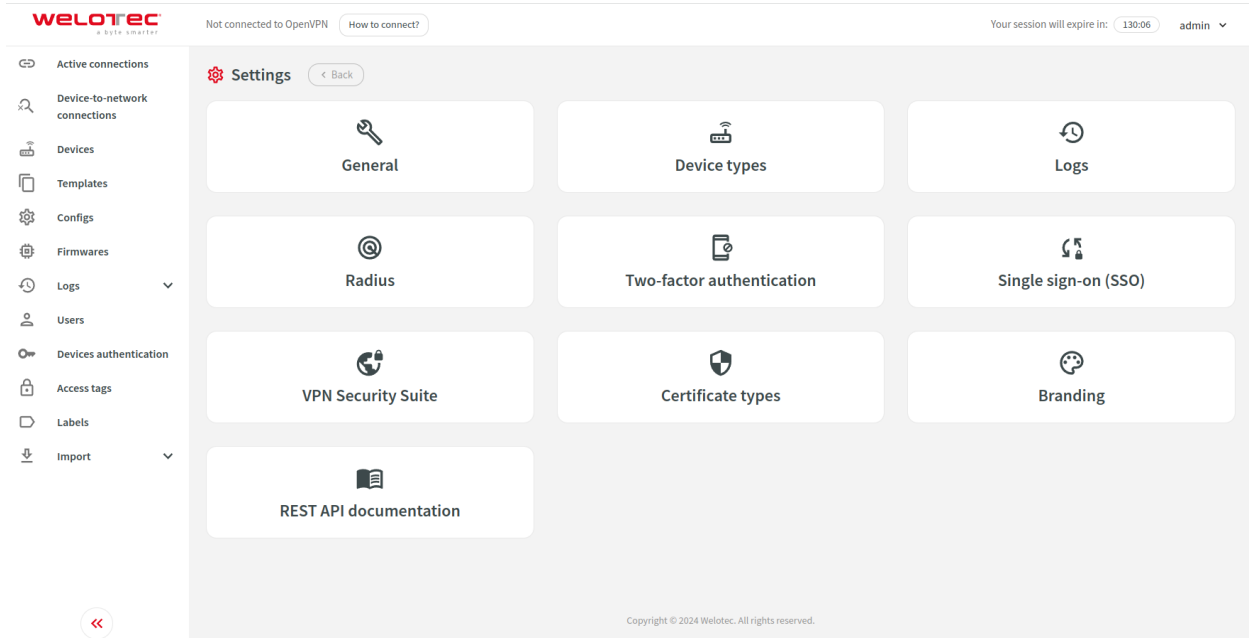 welotec
a byte smarter
Not connected to OpenVPN
How to connect?
Your session will expire in:
130:06
admin
Active connections
Device-to-network
connections
Devices
Templates
Configs
Firmwares
Logs
Users
Devices authentication
Access tags
Labels
Import
Settings
Back
General
Device types
Logs
Radius
Two-factor authentication
Single sign-on (SSO)
VPN Security Suite
Certificate types
Branding
REST API documentation
Copyright © 2024 Welotec. All rights reserved.